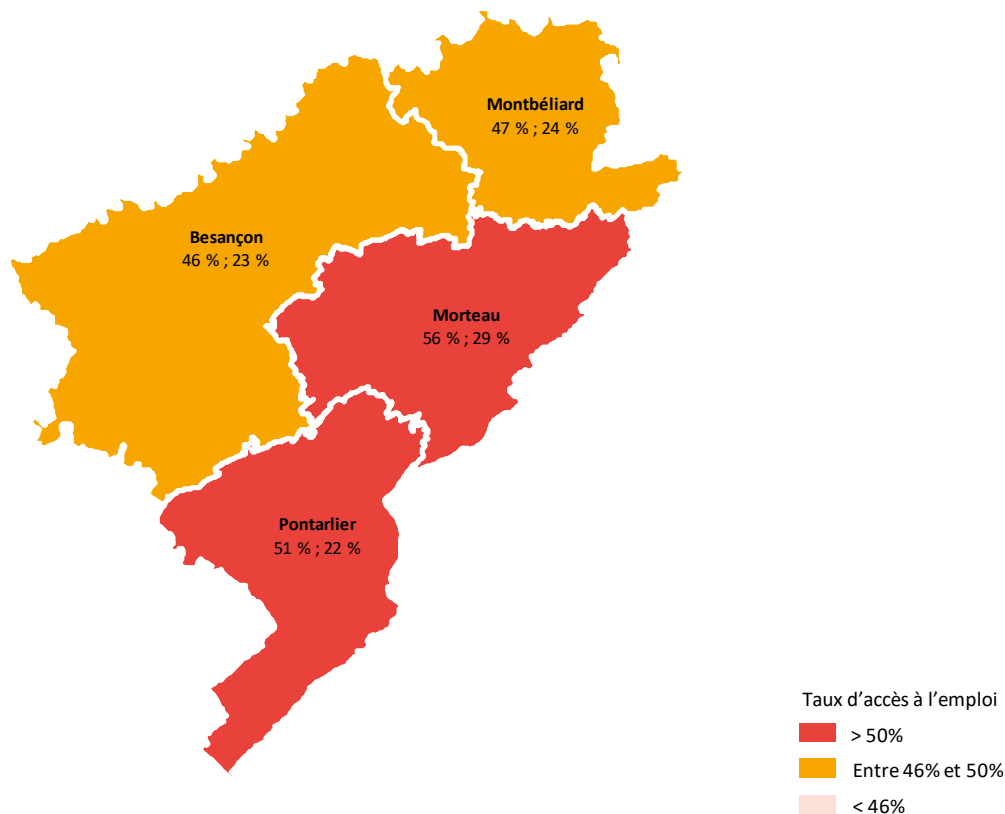 Montbéliard
47 % ; 24 %
Besançon
46 % ; 23 %
Morteau
56 % ; 29 %
Pontarlier
51 % ; 22 %
Taux d’accès à l’emploi
> 50%
Entre 46% et 50%
< 46%